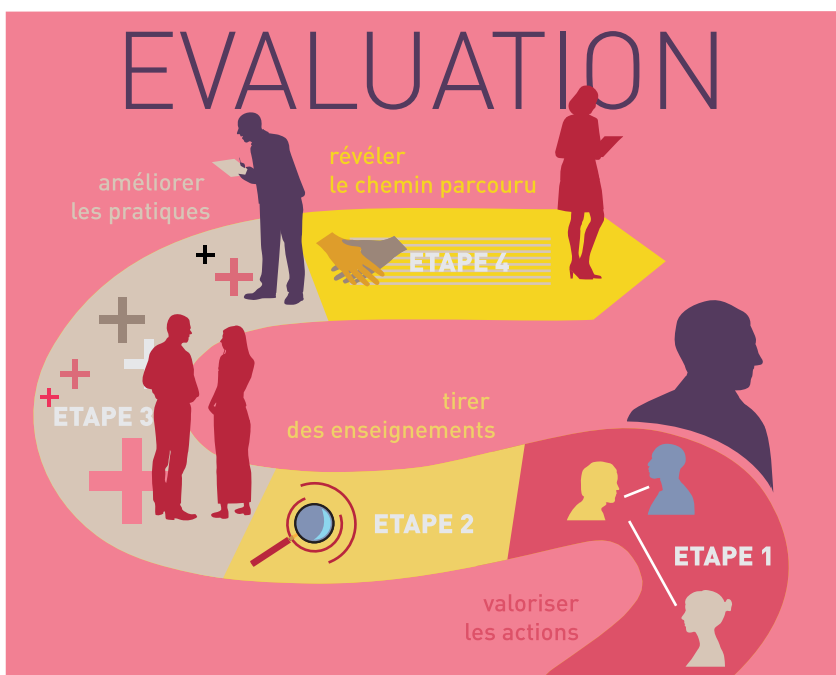 EVALUATION
révéler
le chemin parcouru
améliorer
les pratiques
ETAPE 4
ETAPE 3
tirer
des enseignements
ETAPE 2
ETAPE 1
valoriser
les actions